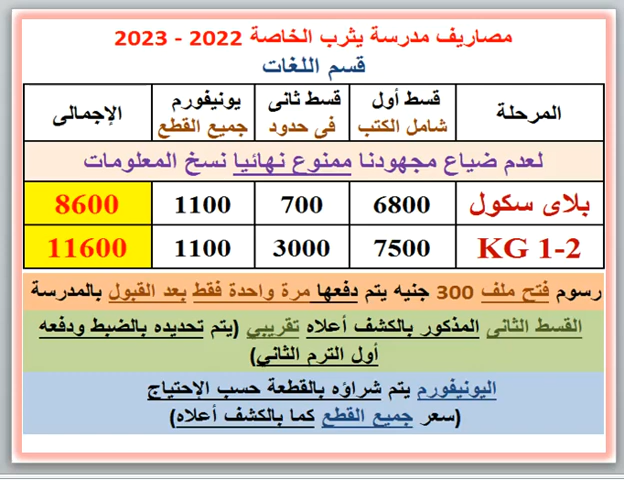 مصاريف مدرسة يثرب الخاصة 2022 - 2023
قسم اللغات
المرحلة قسط أول شامل الكتب قسط ثانى فى حدود يونيفورم جميع القطع الإجمالى
لعدم ضياع مجهودنا ممنوع نهائيا نسخ المعلومات
بلاى سكول 6800 700 1100 8600
KG 1-2 7500 3000 1100 11600
رسوم فتح ملف 300 جنيه يتم دفعها مرة واحدة فقط بعد القبول بالمدرسة
القسط الثانى المذكور بالكشف أعلاه تقريبي (يتم تحديده بالضبط ودفعه
أول الترم الثاني)
اليونيفورم يتم شراؤه بالقطعة حسب الإحتياج
(سعر جميع القطع كما بالكشف أعلاه)